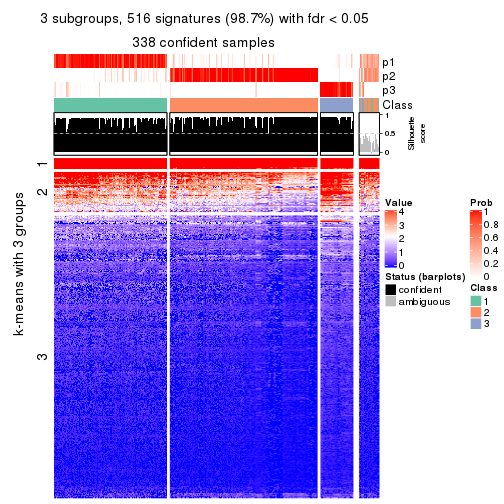 3 subgroups, 516 signatures (98.7%) with fdr < 0.05
338 confident samples
p1
p2
p3
Class
1
0.5
0
Silhouette
score
1
2
3
k-means with 3 groups
Value
4
3
2
1
0
Status (barplots)
confident
ambiguous
Prob
1
0.8
0.6
0.4
0.2
0
Class
1
2
3